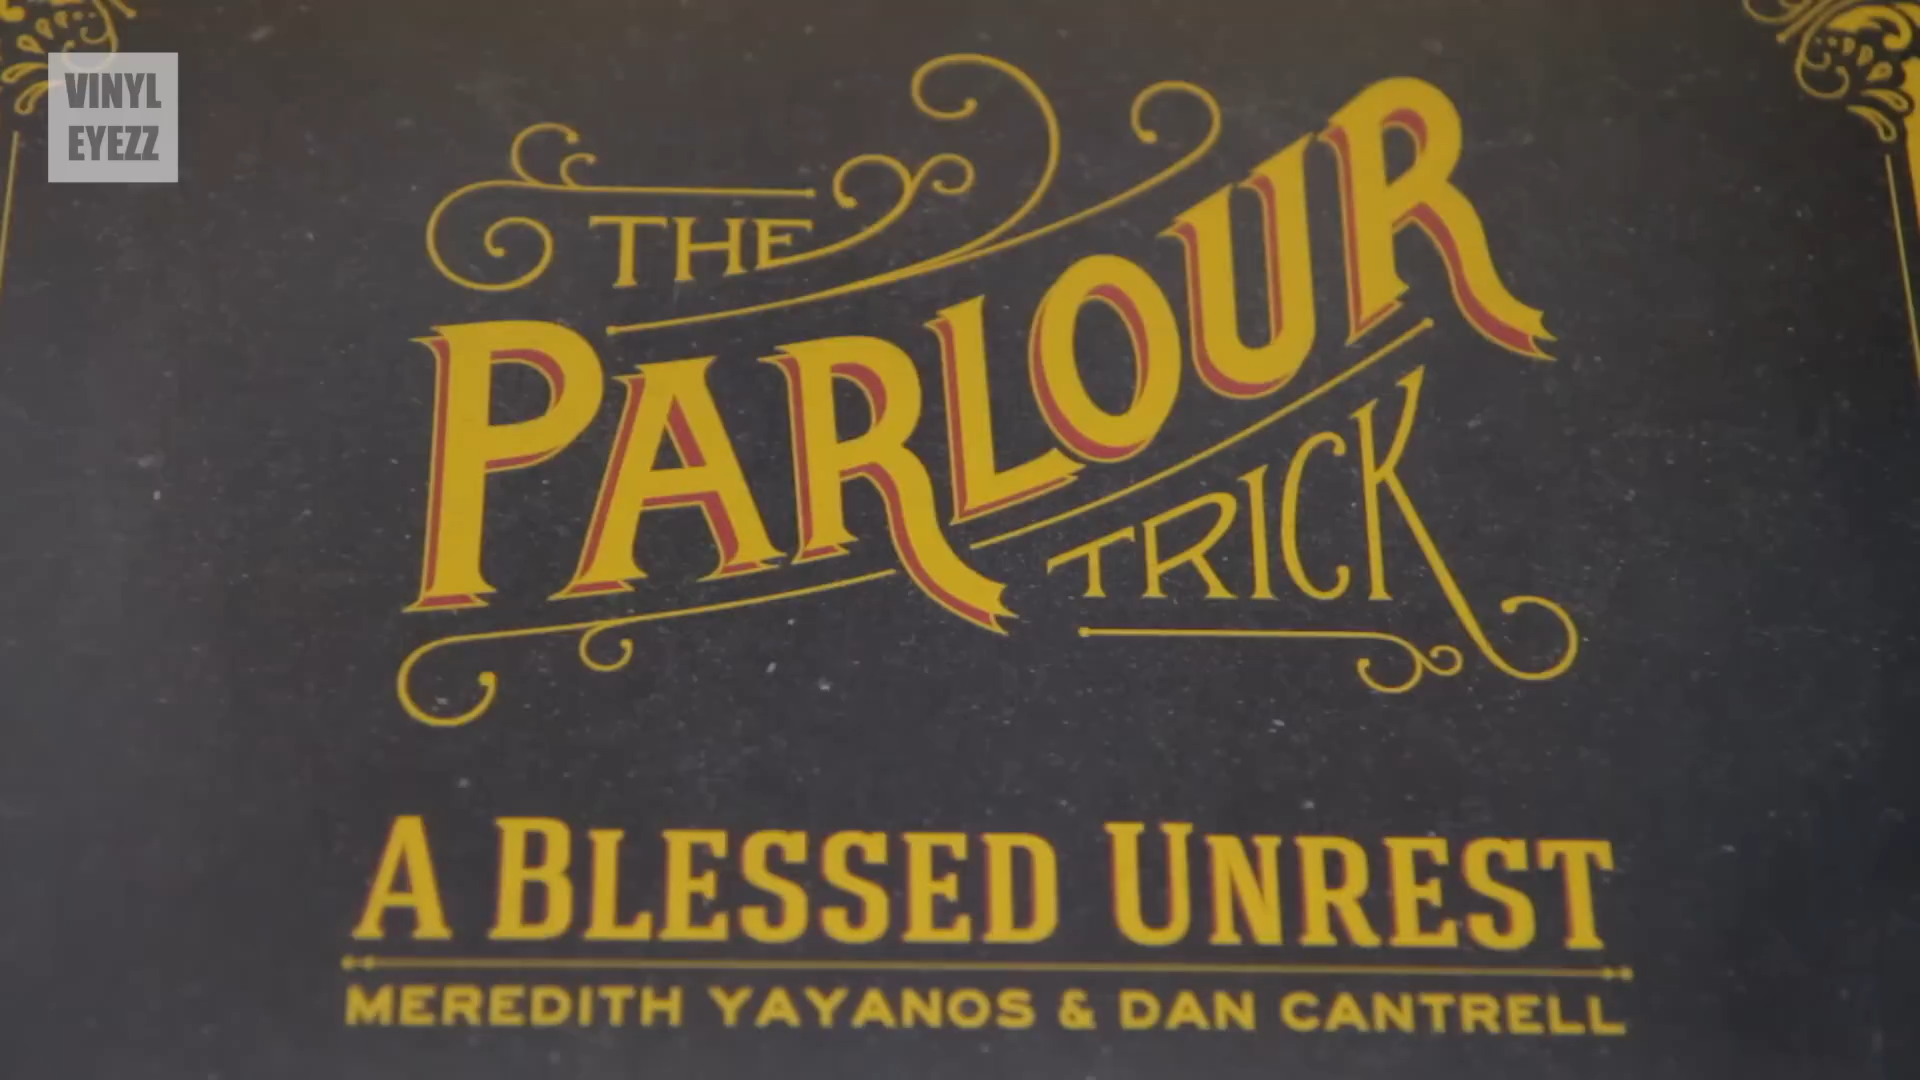 VINYL
EYEZZ
THE
PARLOUR
TRICK
A BLESSED UNREST
MEREDITH YAYANOS & DAN CANTRELL